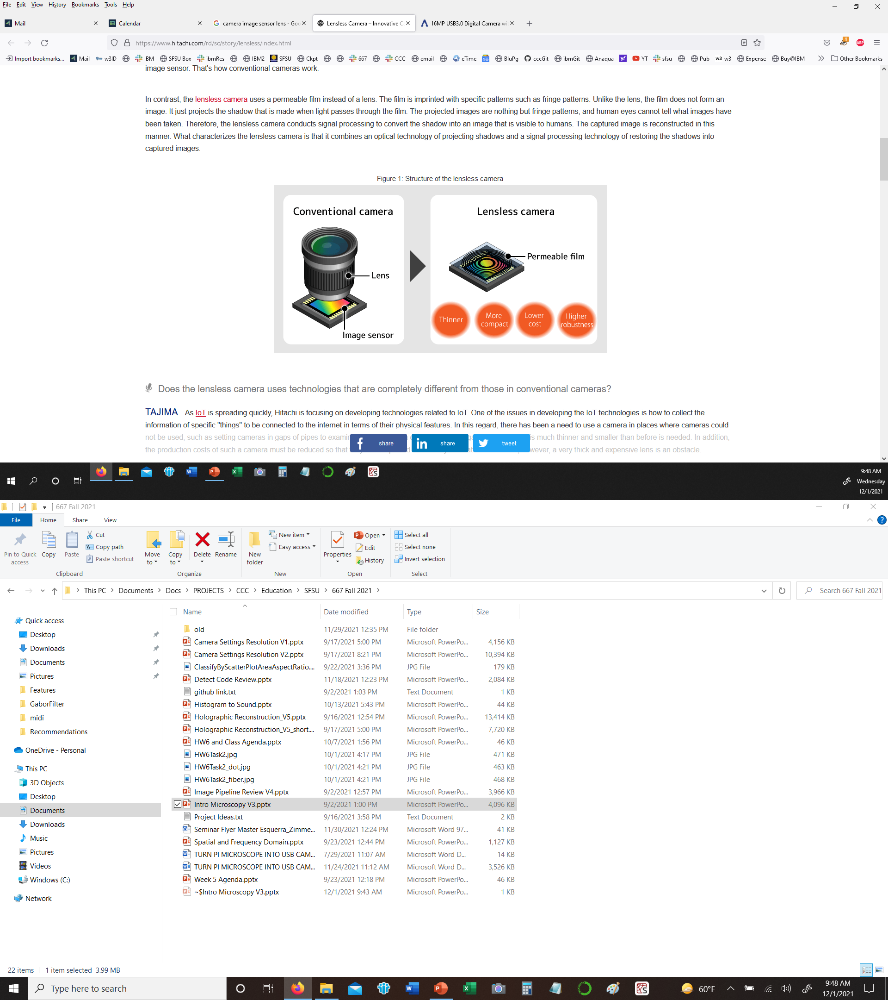 File Edit View History Bookmarks Tools Help
Mail Calendar camera image sensor lens - Goo Lensless Camera – Innovative C 16MP USB3.0 Digital Camera wi
https://www.hitachi.com/rd/sc/story/lensless/index.html
Import bookmarks... Mail w3ID IBM SFSU Box ibmRes IBM2 SFSU Ckpt 667 CCC email eTime BluPg cccGit ibmGit Anaqua YT sfsu Pub w3 w3 Expense Buy@IBM Other Bookmarks
image sensor. That's how conventional cameras work.
In contrast, the lensless camera uses a permeable film instead of a lens. The film is imprinted with specific patterns such as fringe patterns. Unlike the lens, the film does not form an
image. It just projects the shadow that is made when light passes through the film. The projected images are nothing but fringe patterns, and human eyes cannot tell what images have
been taken. Therefore, the lensless camera conducts signal processing to convert the shadow into an image that is visible to humans. The captured image is reconstructed in this
manner. What characterizes the lensless camera is that it combines an optical technology of projecting shadows and a signal processing technology of restoring the shadows into
captured images.
Figure 1: Structure of the lensless camera
Conventional camera
Lens
Image sensor
Lensless camera
Permeable film
Thinner
More
compact
Lower
cost
Higher
robustness
Does the lensless camera uses technologies that are completely different from those in conventional cameras?
TAJIMA As IoT is spreading quickly, Hitachi is focusing on developing technologies related to IoT. One of the issues in developing the IoT technologies is how to collect the
information of specific "things" to be connected to the internet in terms of their physical features. In this regard, there has been a need to use a camera in places where cameras could
not be used, such as setting cameras in gaps of pipes to examin s much thinner and smaller than before is needed. In addition,
the production costs of such a camera must be reduced so that wever, a very thick and expensive lens is an obstacle.
share share tweet
9:48 AM
Wednesday
12/1/2021
667 Fall 2021
File Home Share View
Pin to Quick
access
Copy
Paste
Cut
Copy path
Paste shortcut
Clipboard
Move
to
Copy
to
Delete
Rename
Organize
New
folder
New item
Easy access
New
Properties
Open
Edit
History
Open
Select all
Select none
Invert selection
Select
This PC Documents Docs PROJECTS CCC Education SFSU 667 Fall 2021
Search 667 Fall 2021
Quick access
Desktop
Downloads
Documents
Pictures
Features
GaborFilter
midi
Recommendations
OneDrive - Personal
This PC
3D Objects
Desktop
Documents
Downloads
Music
Pictures
Videos
Windows (C:)
Network
Name Date modified Type Size
old 11/29/2021 12:35 PM File folder
Camera Settings Resolution V1.pptx 9/17/2021 5:00 PM Microsoft PowerPo... 4,156 KB
Camera Settings Resolution V2.pptx 9/17/2021 8:21 PM Microsoft PowerPo... 10,394 KB
ClassifyByScatterPlotAreaAspectRatio.... 9/22/2021 3:36 PM JPG File 179 KB
Detect Code Review.pptx 11/18/2021 12:23 PM Microsoft PowerPo... 2,084 KB
github link.txt 9/2/2021 1:03 PM Text Document 1 KB
Histogram to Sound.pptx 10/13/2021 5:43 PM Microsoft PowerPo... 44 KB
Holographic Reconstruction_V5.pptx 9/16/2021 12:54 PM Microsoft PowerPo... 13,414 KB
Holographic Reconstruction_V5_short.... 9/17/2021 5:00 PM Microsoft PowerPo... 7,720 KB
HW6 and Class Agenda.pptx 10/7/2021 1:56 PM Microsoft PowerPo... 46 KB
HW6Task2.jpg 10/1/2021 4:17 PM JPG File 471 KB
HW6Task2_dot.jpg 10/1/2021 4:21 PM JPG File 463 KB
HW6Task2_fiber.jpg 10/1/2021 4:21 PM JPG File 468 KB
Image Pipeline Review V4.pptx 9/2/2021 12:57 PM Microsoft PowerPo... 3,966 KB
Intro Microscopy V3.pptx 9/2/2021 1:00 PM Microsoft PowerPo... 4,096 KB
Project Ideas.txt 9/16/2021 3:58 PM Text Document 2 KB
Seminar Flyer Master Esquerra_Zimme... 11/30/2021 12:24 PM Microsoft Word 97... 41 KB
Spatial and Frequency Domain.pptx 9/23/2021 12:44 PM Microsoft PowerPo... 1,127 KB
TURN PI MICROSCOPE INTO USB CAM... 7/29/2021 11:07 AM Microsoft Word D... 14 KB
TURN PI MICROSCOPE INTO USB CAM... 11/24/2021 11:12 AM Microsoft Word D... 3,526 KB
Week 5 Agenda.pptx 9/23/2021 12:18 PM Microsoft PowerPo... 46 KB
~$Intro Microscopy V3.pptx 12/1/2021 9:43 AM Microsoft PowerPo... 1 KB
22 items 1 item selected 3.99 MB
Type here to search
60°F
9:48 AM
12/1/2021